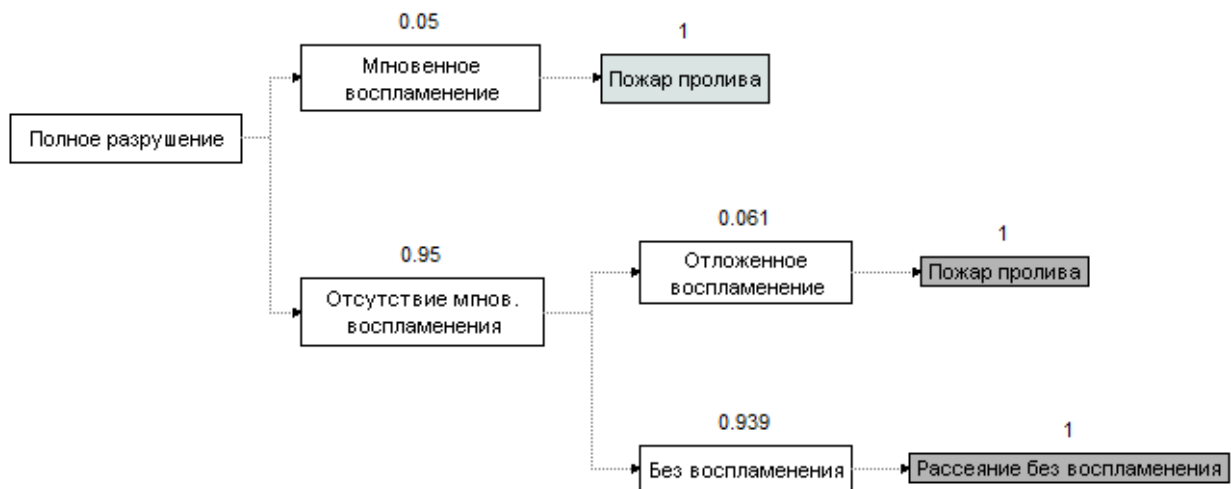 0.05
1
Мгновенное
воспламенение
Пожар пролива
Полное разрушение
0.061
1
0.95
Отложенное
воспламенение
Пожар пролива
Отсутствие мгнов.
воспламенения
0.939
1
Без воспламенения
Рассеяние без воспламенения